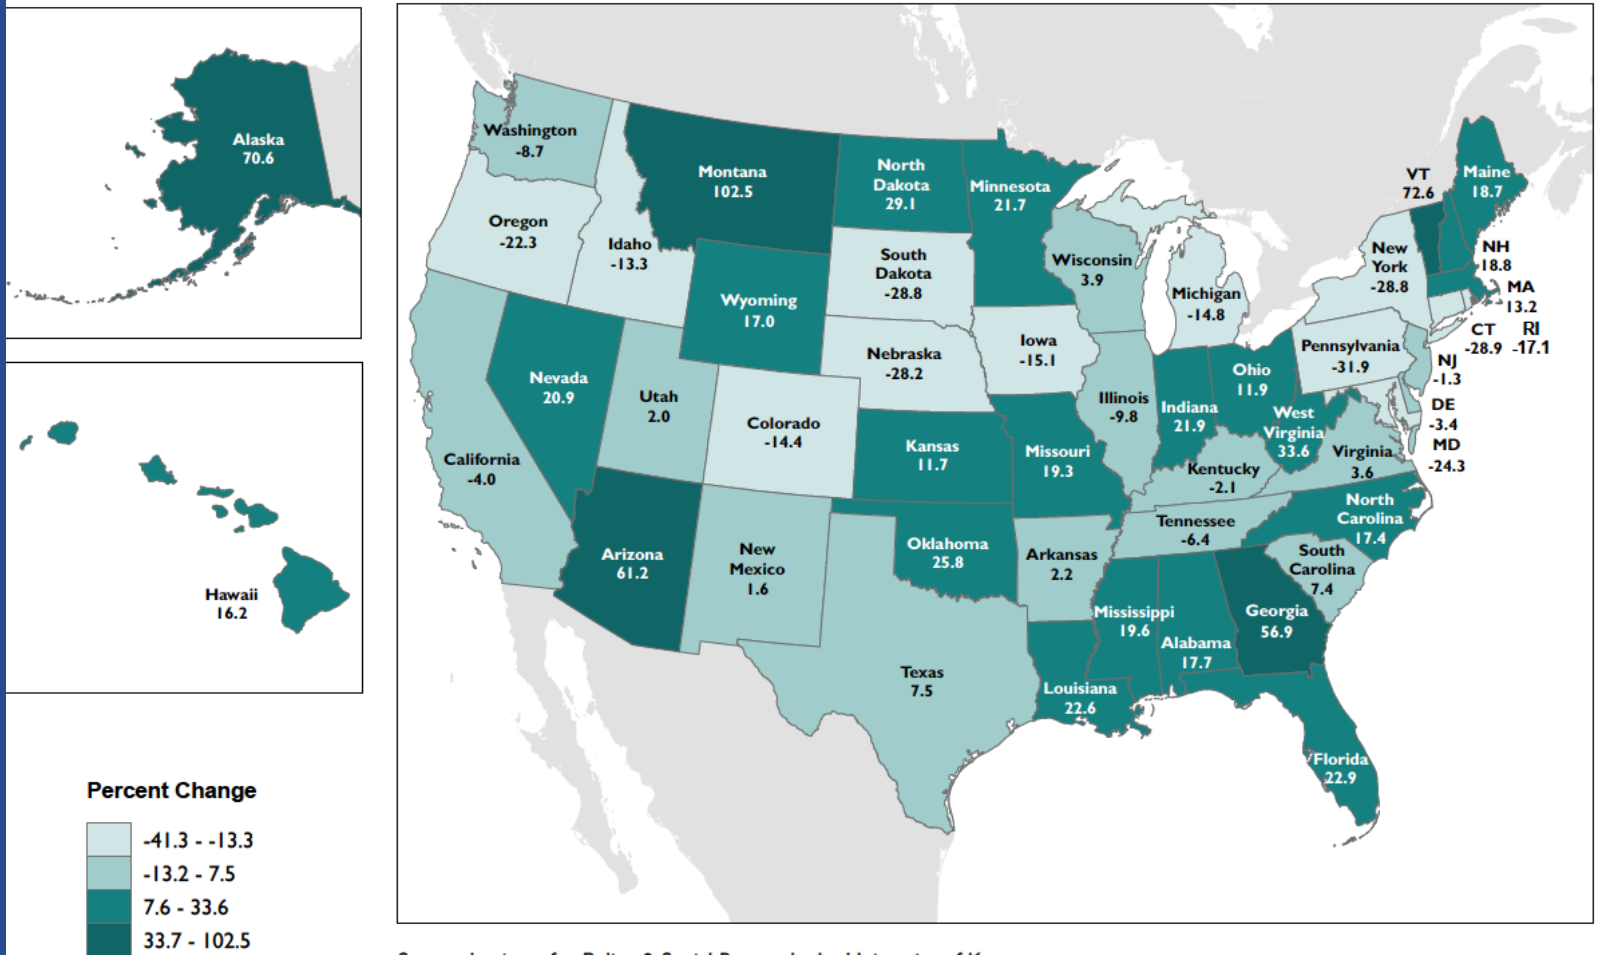 Alaska
70.6
Hawaii
16.2
Percent Change
-41.3 - -13.3
-13.2 - 7.5
7.6 - 33.6
33.7 - 102.5
Washington
-8.7
Oregon
-22.3
Idaho
-13.3
Montana
102.5
Wyoming
17.0
North
Dakota
29.1
South
Dakota
-28.8
Nebraska
-28.2
Minnesota
21.7
Wisconsin
3.9
Michigan
-14.8
Iowa
-15.1
Nevada
20.9
Utah
2.0
Colorado
-14.4
California
-4.0
Kansas
11.7
Missouri
19.3
Illinois
-9.8
Indiana
21.9
Ohio
11.9
West
Virginia
33.6
Virginia
3.6
Kentucky
-2.1
Pennsylvania
-31.9
New
York
-28.8
VT
72.6
Maine
18.7
NH
18.8
MA
13.2
CT
-28.9
RI
-17.1
NJ
-1.3
DE
-3.4
MD
-24.3
Arizona
61.2
New
Mexico
1.6
Oklahoma
25.8
Arkansas
2.2
Tennessee
-6.4
North
Carolina
17.4
South
Carolina
7.4
Mississippi
19.6
Alabama
17.7
Georgia
56.9
Texas
7.5
Louisiana
22.6
Florida
22.9